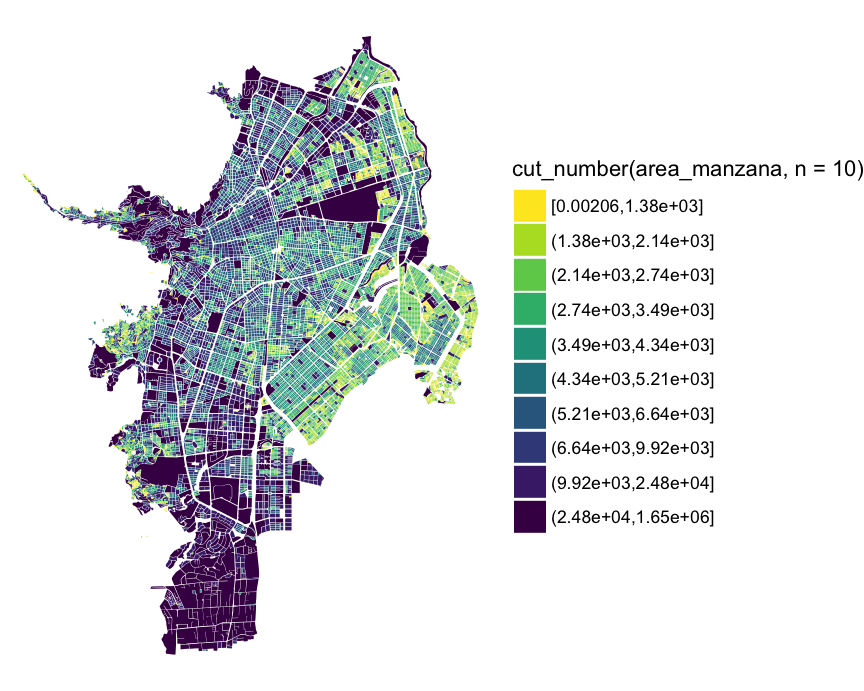 cut_number(area_manzana, n = 10)
[0.00206,1.38e+03]
(1.38e+03,2.14e+03]
(2.14e+03,2.74e+03]
(2.74e+03,3.49e+03]
(3.49e+03,4.34e+03]
(4.34e+03,5.21e+03]
(5.21e+03,6.64e+03]
(6.64e+03,9.92e+03]
(9.92e+03,2.48e+04]
(2.48e+04,1.65e+06]